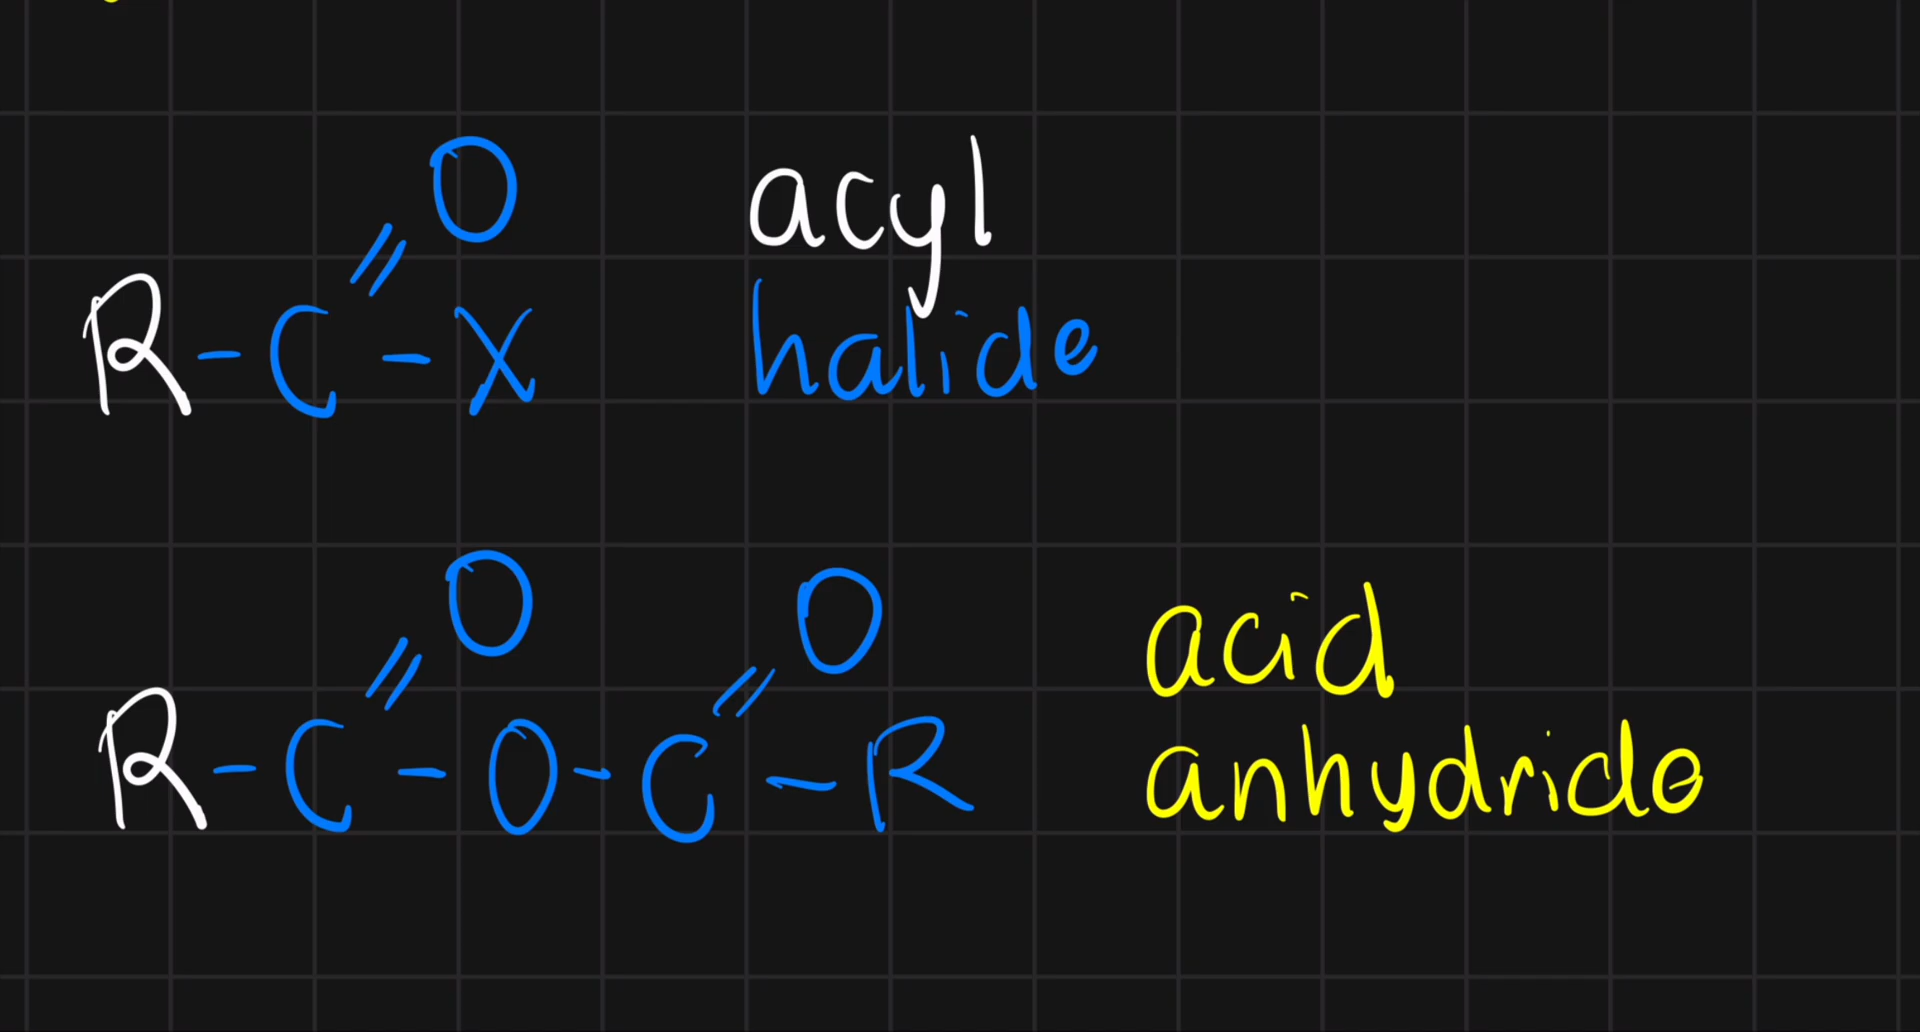 O
acyl
R-C-X
halide
O O
acid
R-C-O-C-R
anhydride